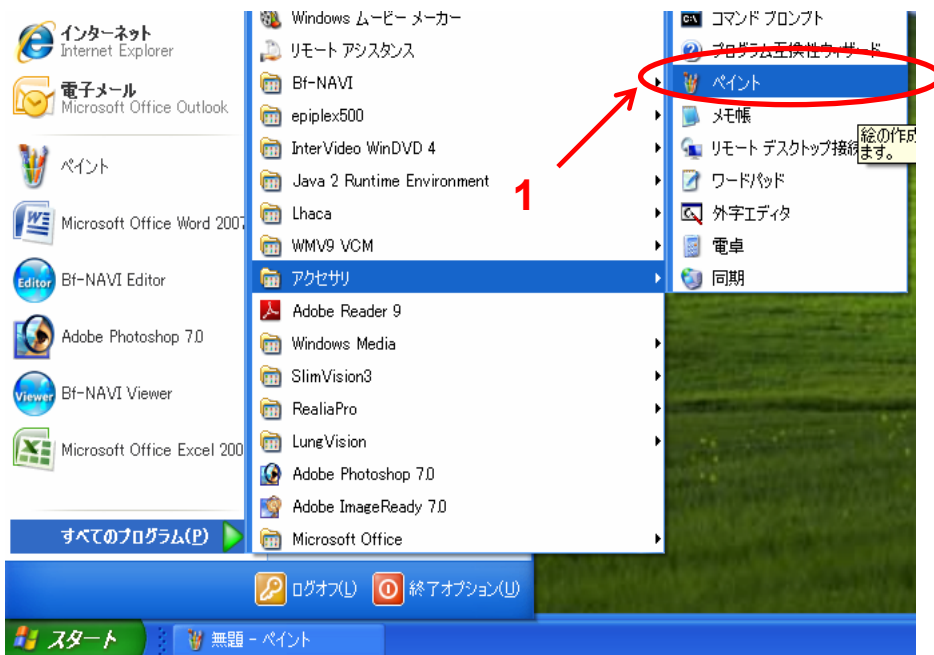 インターネット
Internet Explorer
電子メール
Microsoft Office Outlook
ペイント
Microsoft Office Word 2007
Bf-NAVI Editor
Adobe Photoshop 7.0
Bf-NAVI Viewer
Microsoft Office Excel 200
すべてのプログラム(P)
Windows ムービー メーカー
リモート アシスタンス
Bf-NAVI
epiplex500
InterVideo WinDVD 4
Java 2 Runtime Environment
Lhaca
WMV9 VCM
アクセサリ
Adobe Reader 9
Windows Media
SlimVision3
RealiaPro
LungVision
Adobe Photoshop 7.0
Adobe ImageReady 7.0
Microsoft Office
コマンド プロンプト
プログラム互換性ウィザード
ペイント
メモ帳
リモート デスクトップ接続
ワードパッド
外字エディタ
電卓
同期
絵の作成
ます。
1
ログオフ(L)
終了オプション(U)
スタート
無題 - ペイント